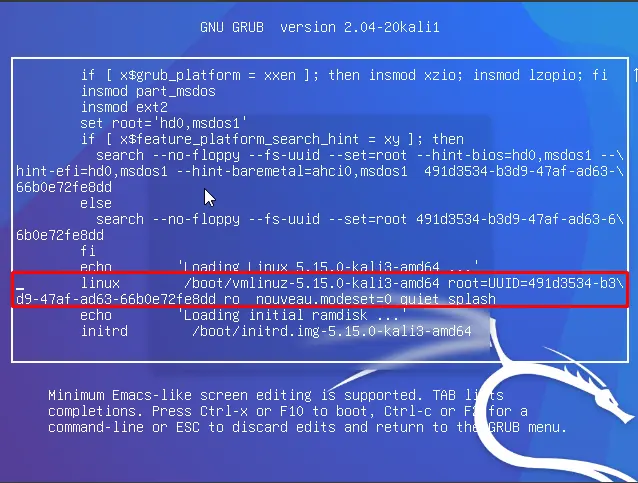 GNU GRUB  version 2.04-20kali1
if [ x$grub_platform = xxen ]; then insmod xzio; insmod lzopio; fi
insmod part_msdos
insmod ext2
set root='hd0,msdos1'
if [ x$feature_platform_search_hint = xy ]; then
search --no-floppy --fs-uuid --set=root --hint-bios=hd0,msdos1 --\
hint-efi=hd0,msdos1 --hint-baremetal=ahci0,msdos1  491d3534-b3d9-47af-ad63-\
66b0e72fe8dd
else
search --no-floppy --fs-uuid --set=root 491d3534-b3d9-47af-ad63-6\
6b0e72fe8dd
fi
echo 'Loading Linux 5.15.0-kali3-amd64 ...'
linux /boot/vmlinuz-5.15.0-kali3-amd64 root=UUID=491d3534-b3\
d9-47af-ad63-66b0e72fe8dd ro  nouveau.modeset=0 quiet splash
echo 'Loading initial ramdisk ...'
initrd /boot/initrd.img-5.15.0-kali3-amd64
Minimum Emacs-like screen editing is supported. TAB lists
completions. Press Ctrl-x or F10 to boot, Ctrl-c or F2 for a
command-line or ESC to discard edits and return to the GRUB menu.